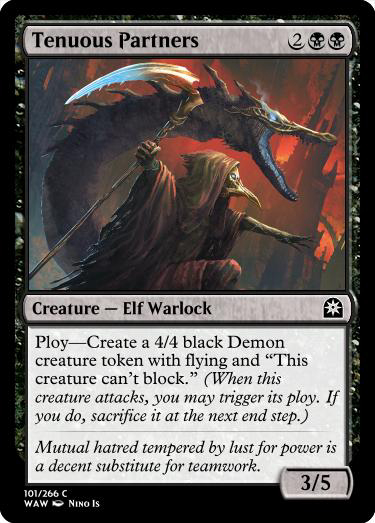 Tenuous Partners 2
Creature — Elf Warlock
Ploy—Create a 4/4 black Demon
creature token with flying and “This
creature can’t block.” (When this
creature attacks, you may trigger its ploy. If
you do, sacrifice it at the next end step.)
Mutual hatred tempered by lust for power is
a decent substitute for teamwork.
3/5
101/266 C
WAW Nino Is